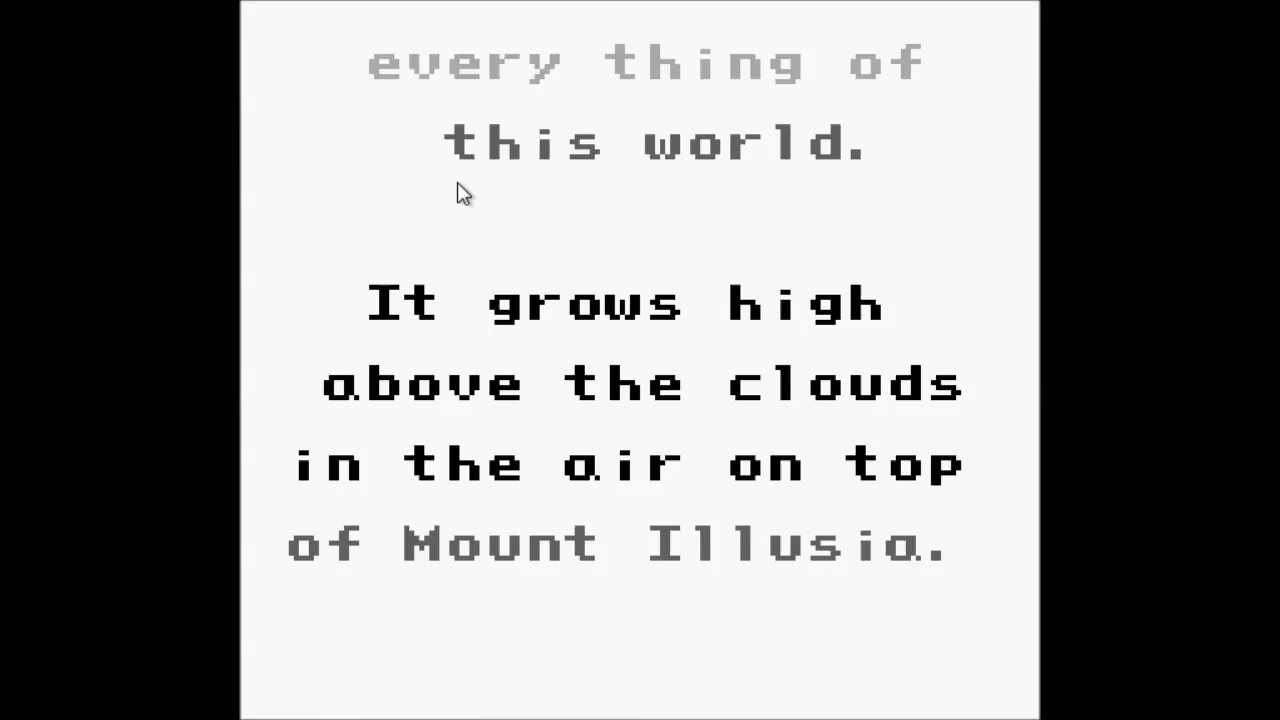 every thing of
this world.
It grows high
above the clouds
in the air on top
of Mount Illusia.